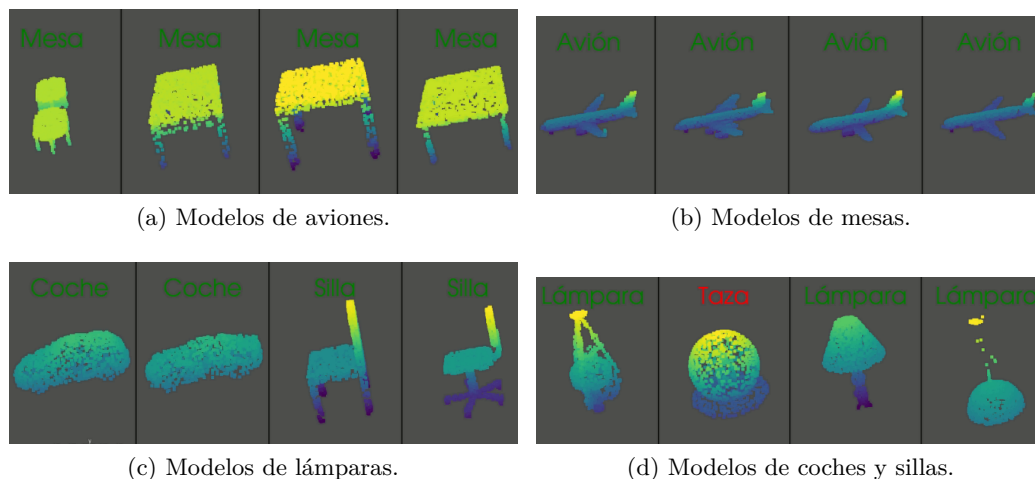 Mesa Mesa Mesa Mesa
Avión Avión Avión Avión
(a) Modelos de aviones.
(b) Modelos de mesas.
Coche Coche Silla Silla
Lámpara Taza Lámpara Lámpara
(c) Modelos de lámparas.
(d) Modelos de coches y sillas.